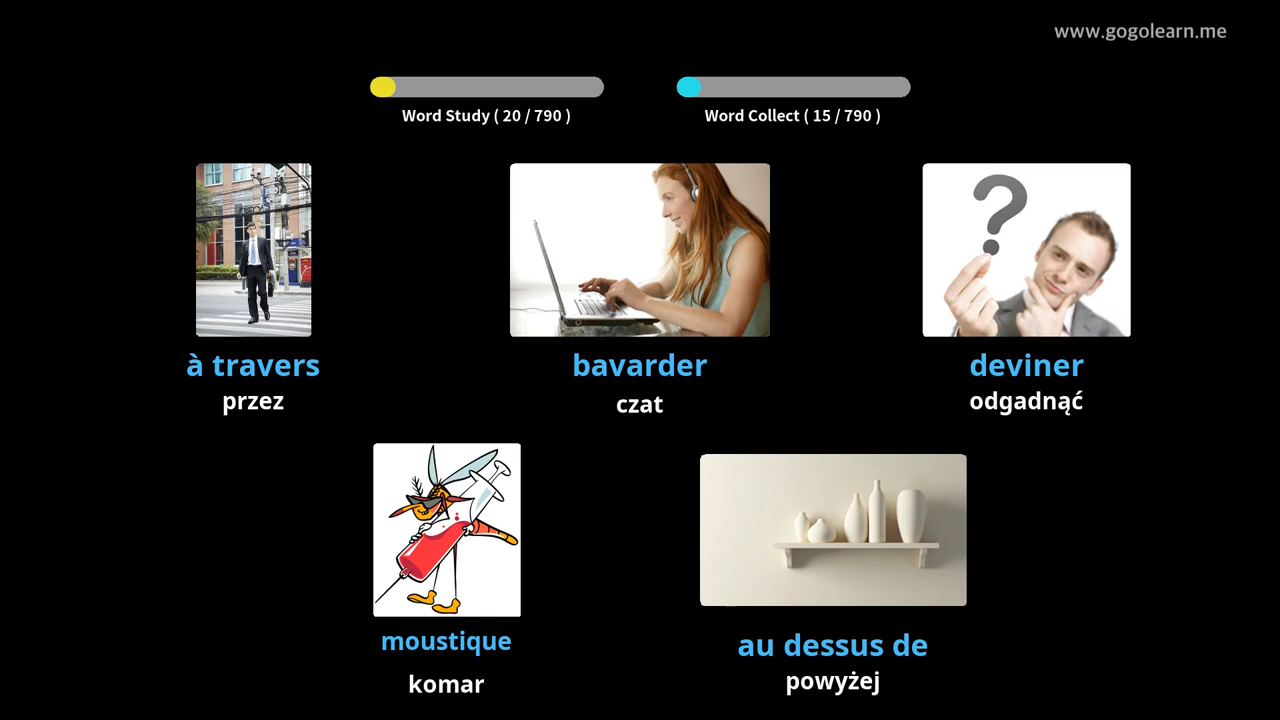 www.gogolearn.me
Word Study ( 20 / 790 )
Word Collect ( 15 / 790 )
à travers
przez
bavarder
czat
deviner
odgadnąć
moustique
komar
au dessus de
powyżej